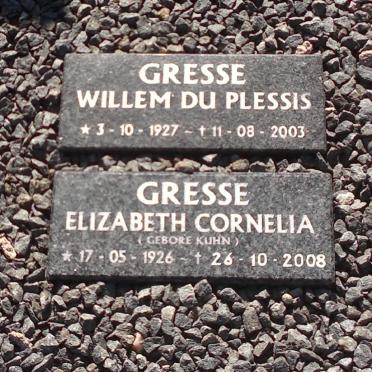 GRESSE
WILLEM DU PLESSIS
★ 3 - 10 - 1927 ~ † 11 - 08 - 2003
GRESSE
ELIZABETH CORNELIA
( GEBORE KUHN )
★ 17 - 05 - 1926 ~ † 26 - 10 - 2008